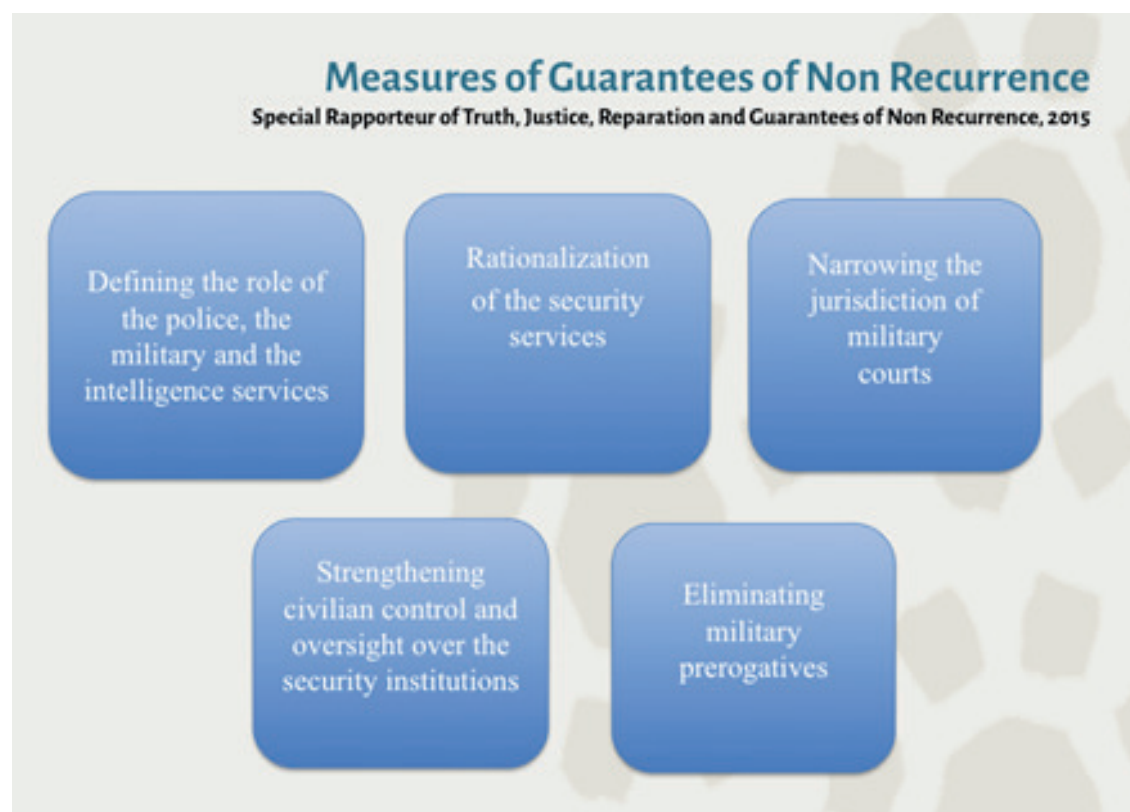 Measures of Guarantees of Non Recurrence
Special Rapporteur of Truth, Justice, Reparation and Guarantees of Non Recurrence, 2015
Defining the role of
the police, the
military and the
intelligence services
Rationalization
of the security
services
Narrowing the
jurisdiction of
military
courts
Strengthening
civilian control and
oversight over the
security institutions
Eliminating
military
prerogatives